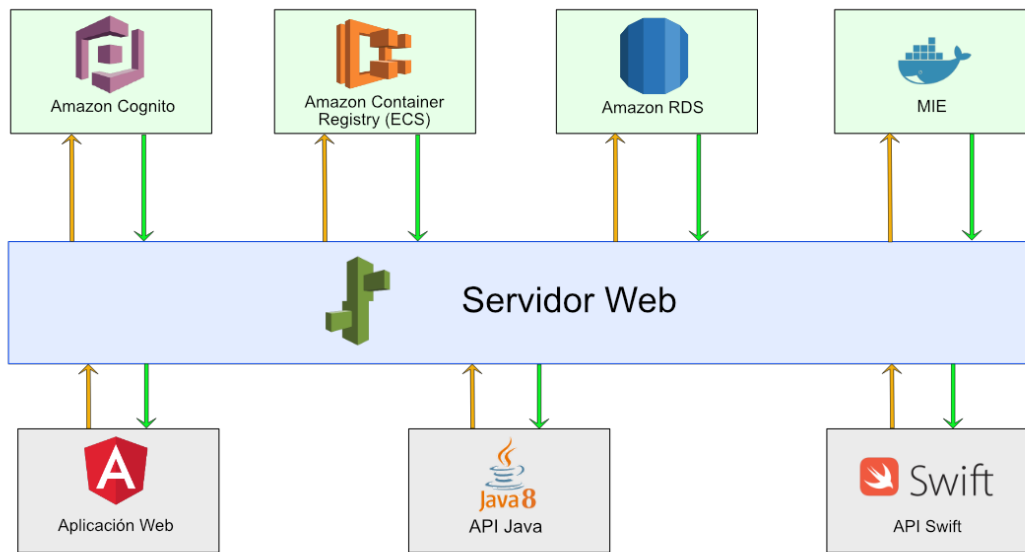 Amazon Cognito
Amazon Container
Registry (ECS)
Amazon RDS
MIE
Servidor Web
A
Aplicación Web
Java8
API Java
Swift
API Swift